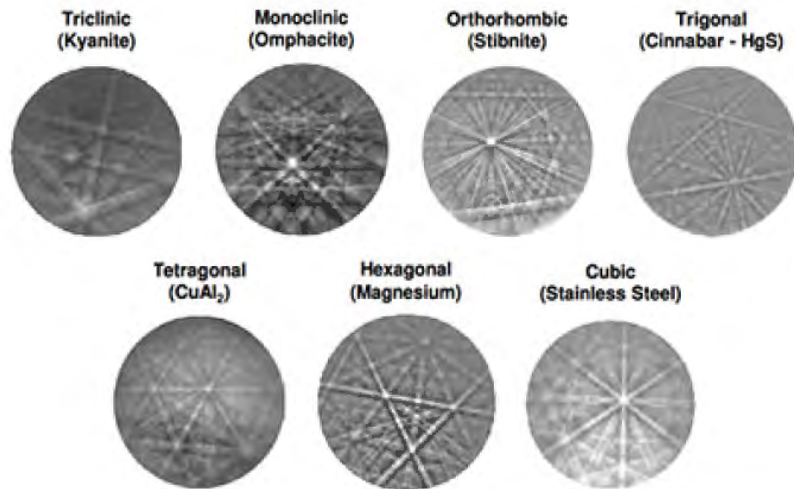 Triclinic
(Kyanite)
Monoclinic
(Omphacite)
Orthorhombic
(Stibnite)
Trigonal
(Cinnabar - HgS)
Tetragonal
(CuAl₂)
Hexagonal
(Magnesium)
Cubic
(Stainless Steel)